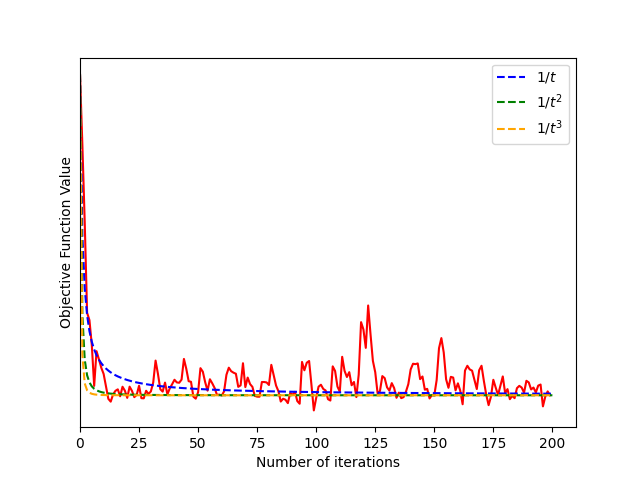 1/t
1/t²
1/t³
Objective Function Value
0 25 50 75 100 125 150 175 200
Number of iterations